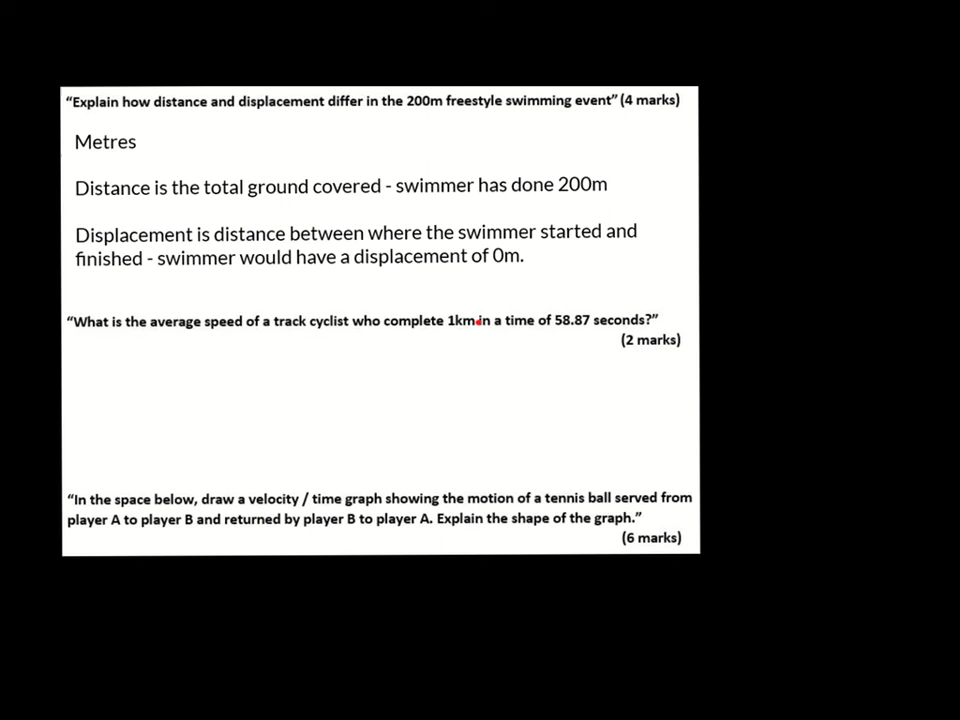 “Explain how distance and displacement differ in the 200m freestyle swimming event” (4 marks)
Metres
Distance is the total ground covered - swimmer has done 200m
Displacement is distance between where the swimmer started and
finished - swimmer would have a displacement of 0m.
“What is the average speed of a track cyclist who complete 1km in a time of 58.87 seconds?”
(2 marks)
“In the space below, draw a velocity / time graph showing the motion of a tennis ball served from
player A to player B and returned by player B to player A. Explain the shape of the graph.”
(6 marks)